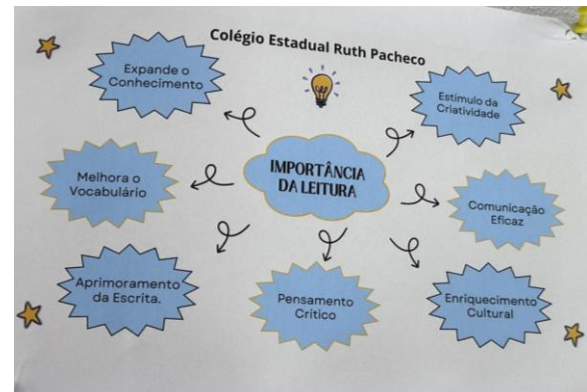 Colégio Estadual Ruth Pacheco
Expande o
Conhecimento
Estímulo da
Criatividade
IMPORTÂNCIA
DA LEITURA
Melhora o
Vocabulário
Comunicação
Eficaz
Aprimoramento
da Escrita.
Pensamento
Crítico
Enriquecimento
Cultural